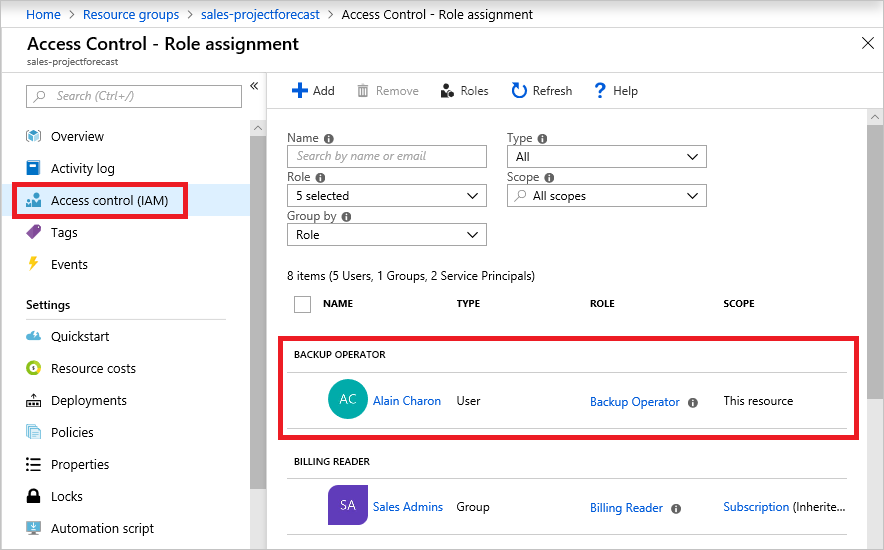 Home > Resource groups > sales-projectforecast > Access Control - Role assignment
Access Control - Role assignment
sales-projectforecast
Search (Ctrl+/)
Overview
Activity log
Access control (IAM)
Tags
Events
Settings
Quickstart
Resource costs
Deployments
Policies
Properties
Locks
Automation script
Add Remove Roles Refresh Help
Name Type
Search by name or email All
Role Scope
5 selected All scopes
Group by
Role
8 items (5 Users, 1 Groups, 2 Service Principals)
NAME TYPE ROLE SCOPE
BACKUP OPERATOR
AC Alain Charon User Backup Operator This resource
BILLING READER
SA Sales Admins Group Billing Reader Subscription (Inherite...